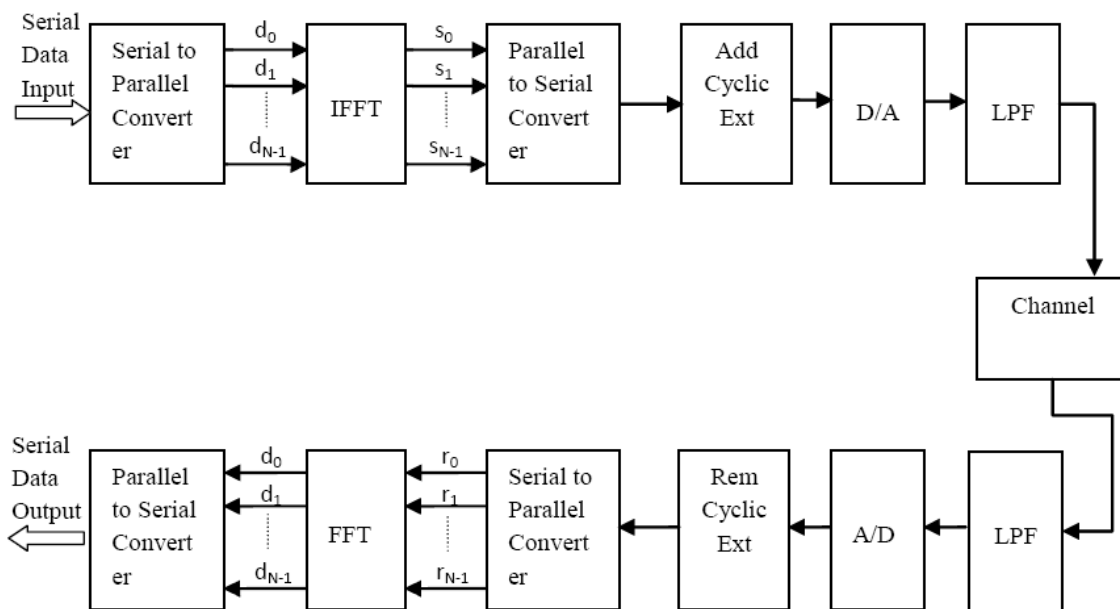 Serial
Data
Input
Serial to
Parallel
Convert
er
d0
d1
dN-1
IFFT
s0
s1
sN-1
Parallel
to Serial
Convert
er
Add
Cyclic
Ext
D/A
LPF
Channel
Serial
Data
Output
Parallel
to Serial
Convert
er
d0
d1
dN-1
FFT
r0
r1
rN-1
Serial to
Parallel
Convert
er
Rem
Cyclic
Ext
A/D
LPF